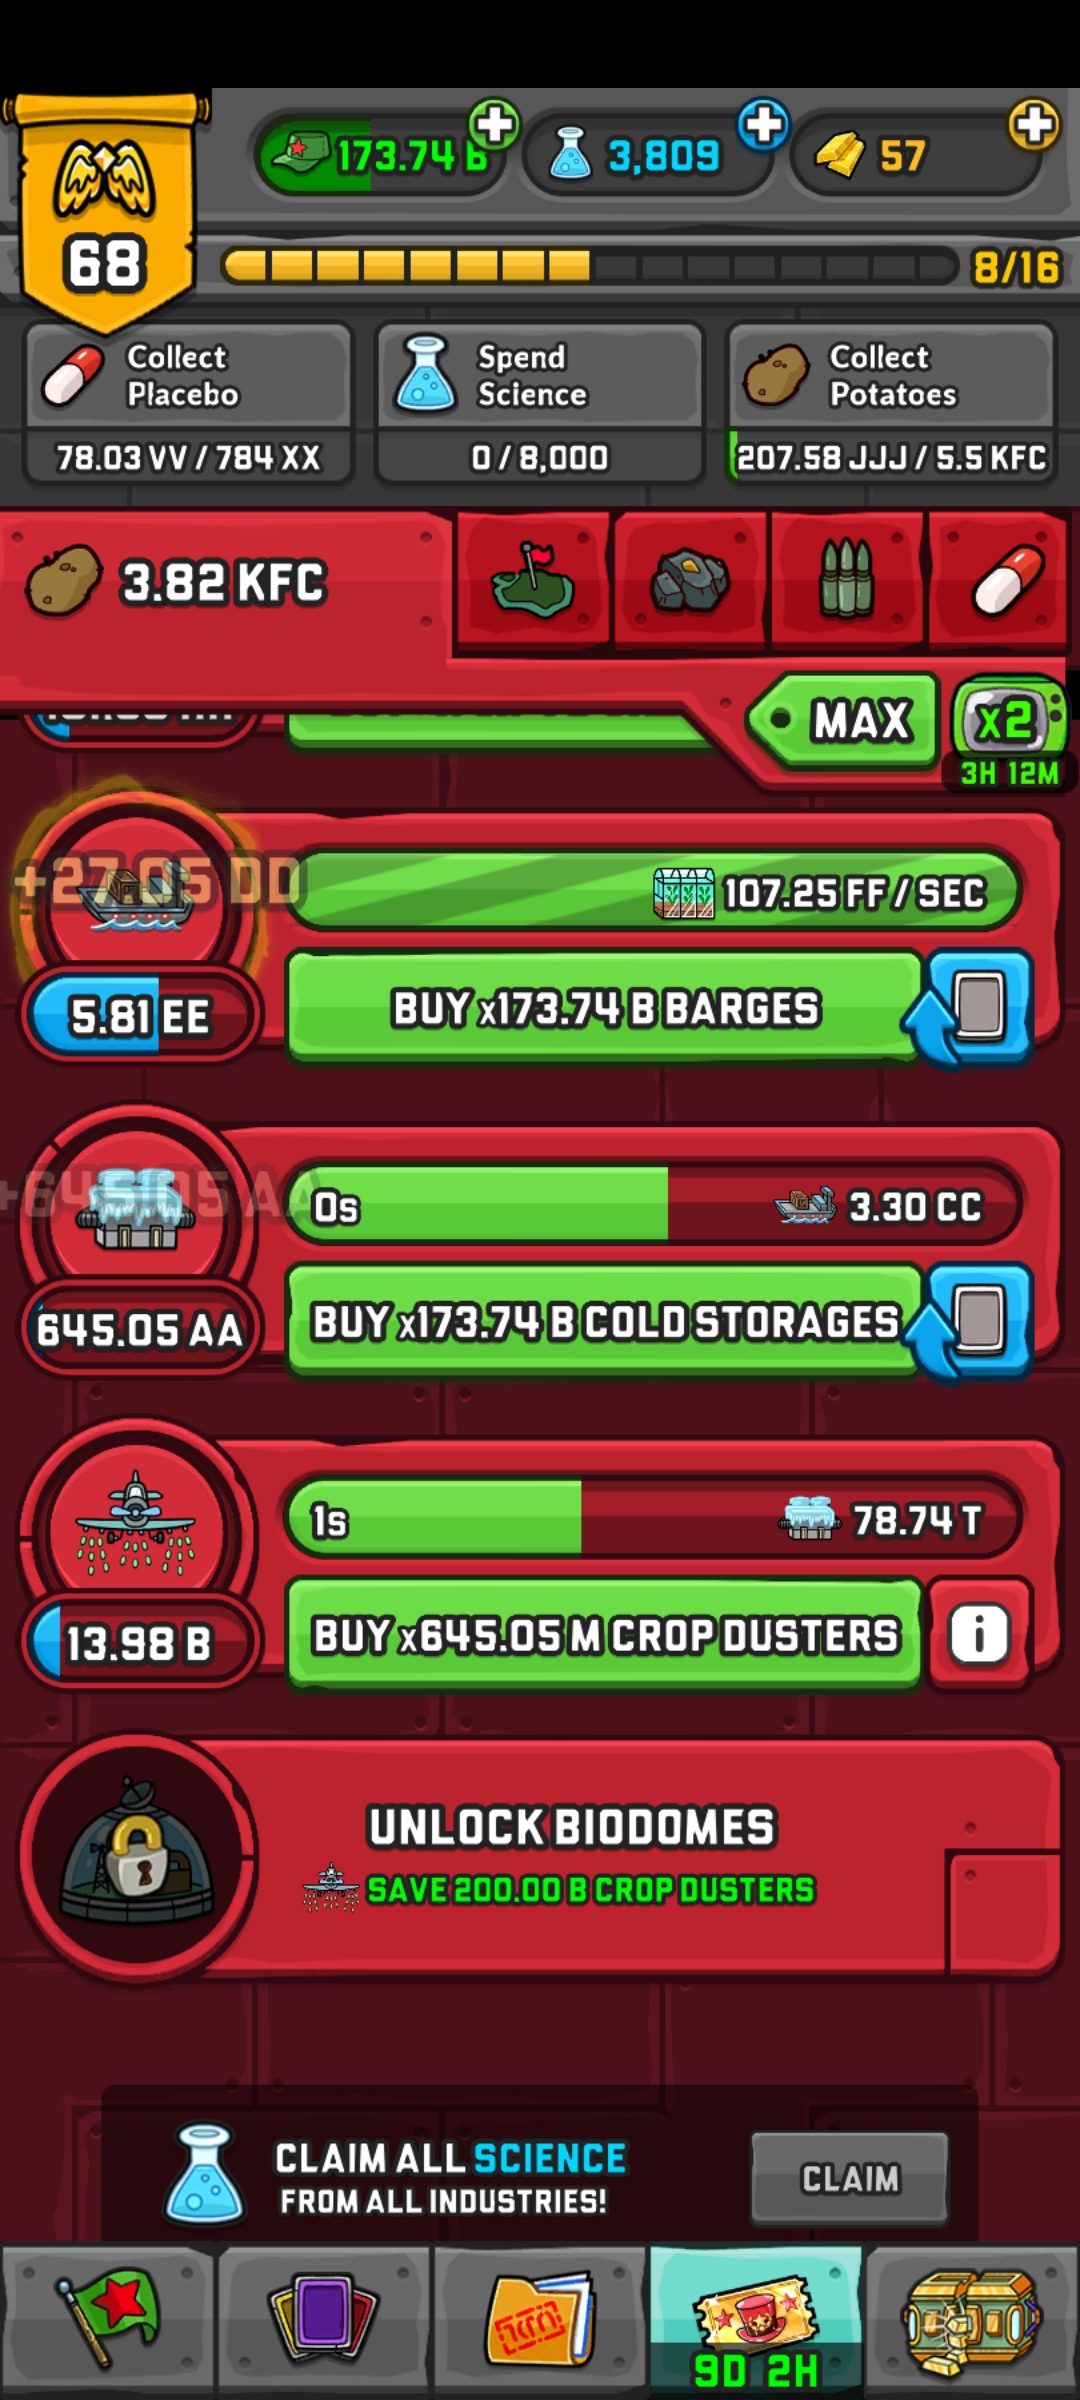 173.74 B
3,809
57
68
8/16
Collect
Placebo
78.03 VV / 784 XX
Spend
Science
0 / 8,000
Collect
Potatoes
207.58 JJJ / 5.5 KFC
3.82 KFC
MAX
x2
3H 12M
+27.05 DD
107.25 FF / SEC
5.81 EE
BUY x173.74 B BARGES
+645.05 AA
0s
3.30 CC
645.05 AA
BUY x173.74 B COLD STORAGES
1s
78.74 T
13.98 B
BUY x645.05 M CROP DUSTERS
i
UNLOCK BIODOMES
SAVE 200.00 B CROP DUSTERS
CLAIM ALL SCIENCE
FROM ALL INDUSTRIES!
CLAIM
9D 2H